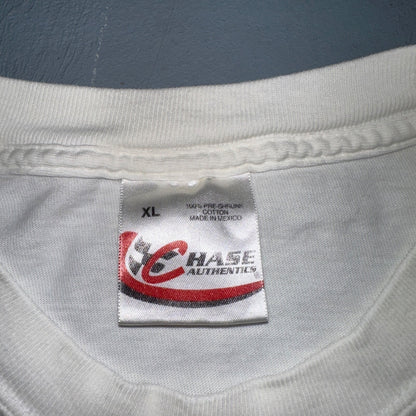 XL
100% PRE-SHRUNK
COTTON
MADE IN MEXICO
CHASE
AUTHENTICS